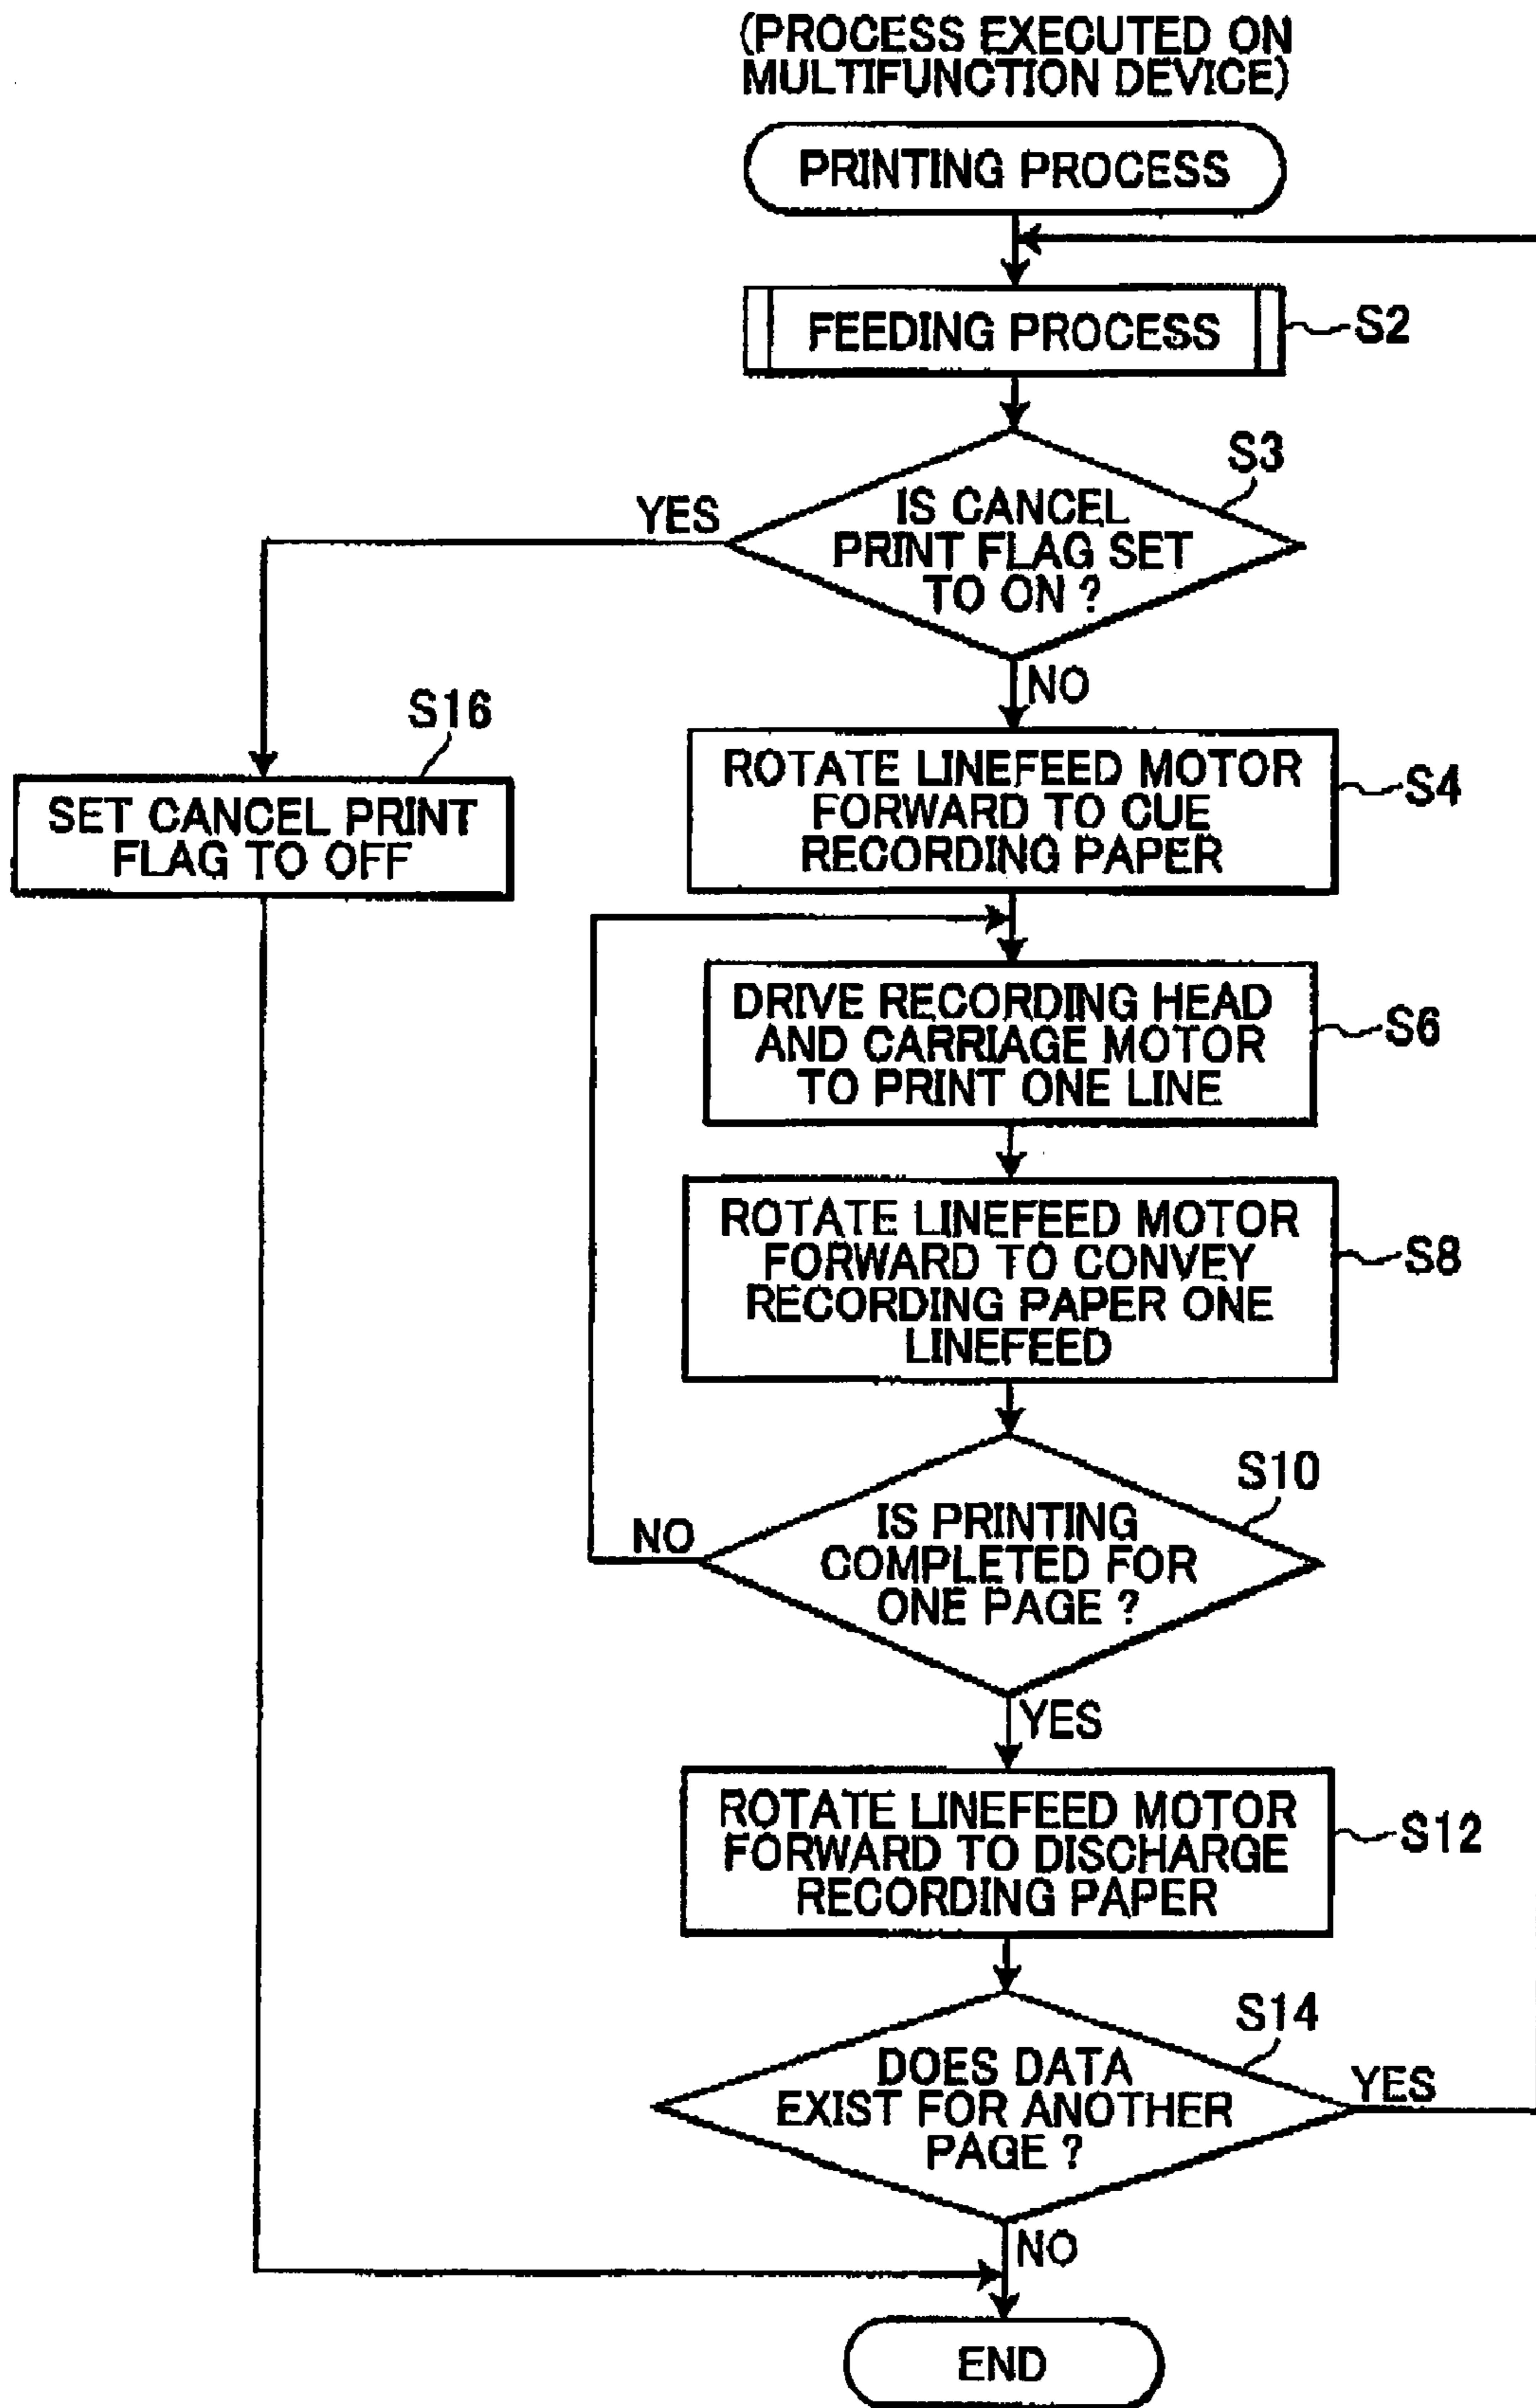 (PROCESS EXECUTED ON
MULTIFUNCTION DEVICE)
PRINTING PROCESS
FEEDING PROCESS
S2
S3
IS CANCEL
PRINT FLAG SET
TO ON ?
YES
NO
S16
SET CANCEL PRINT
FLAG TO OFF
ROTATE LINEFEED MOTOR
FORWARD TO CUE
RECORDING PAPER
S4
DRIVE RECORDING HEAD
AND CARRIAGE MOTOR
TO PRINT ONE LINE
S6
ROTATE LINEFEED MOTOR
FORWARD TO CONVEY
RECORDING PAPER ONE
LINEFEED
S8
S10
IS PRINTING
COMPLETED FOR
ONE PAGE ?
NO
YES
ROTATE LINEFEED MOTOR
FORWARD TO DISCHARGE
RECORDING PAPER
S12
S14
DOES DATA
EXIST FOR ANOTHER
PAGE ?
YES
NO
END